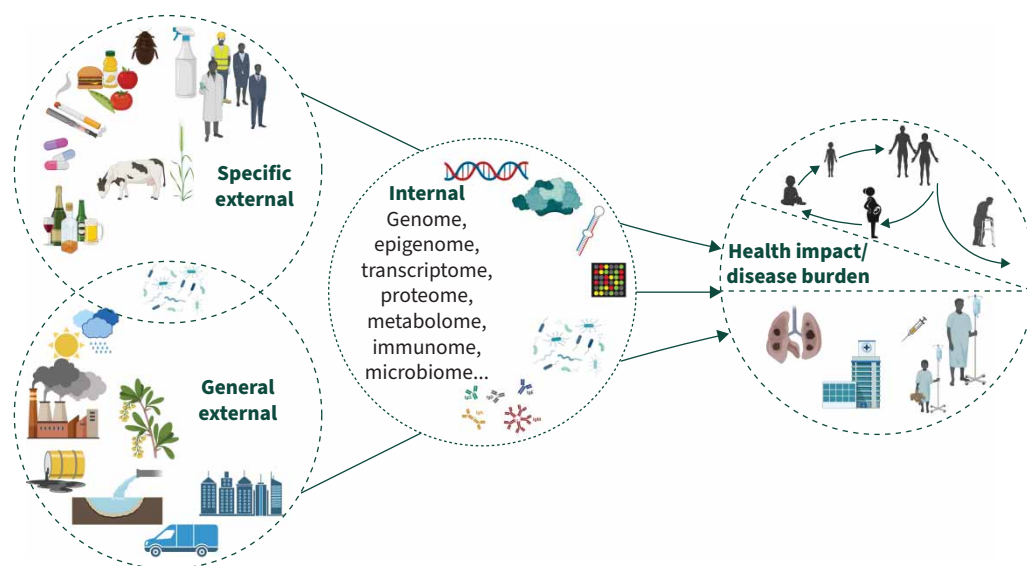 Specific
external
General
external
Internal
Genome,
epigenome,
transcriptome,
proteome,
metabolome,
immunome,
microbiome...
Health impact/
disease burden